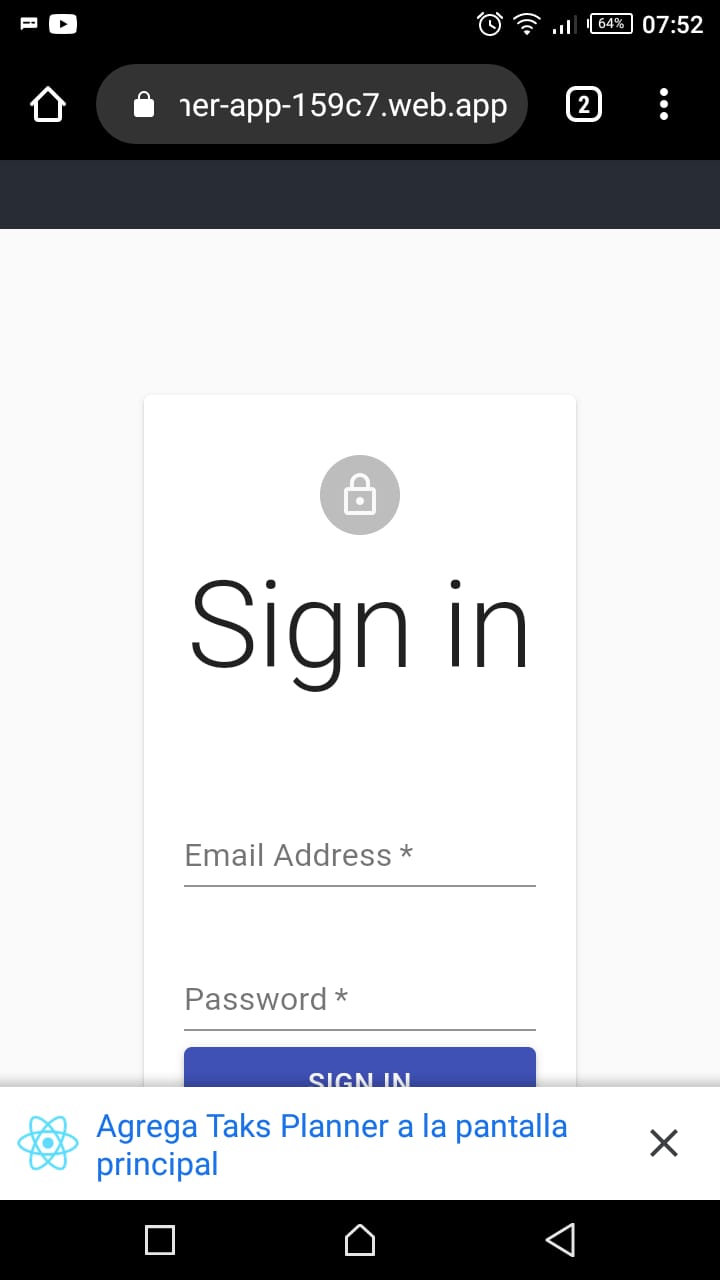 64% 07:52
ner-app-159c7.web.app 2
Sign in
Email Address *
Password *
SIGN IN
Agrega Taks Planner a la pantalla
principal